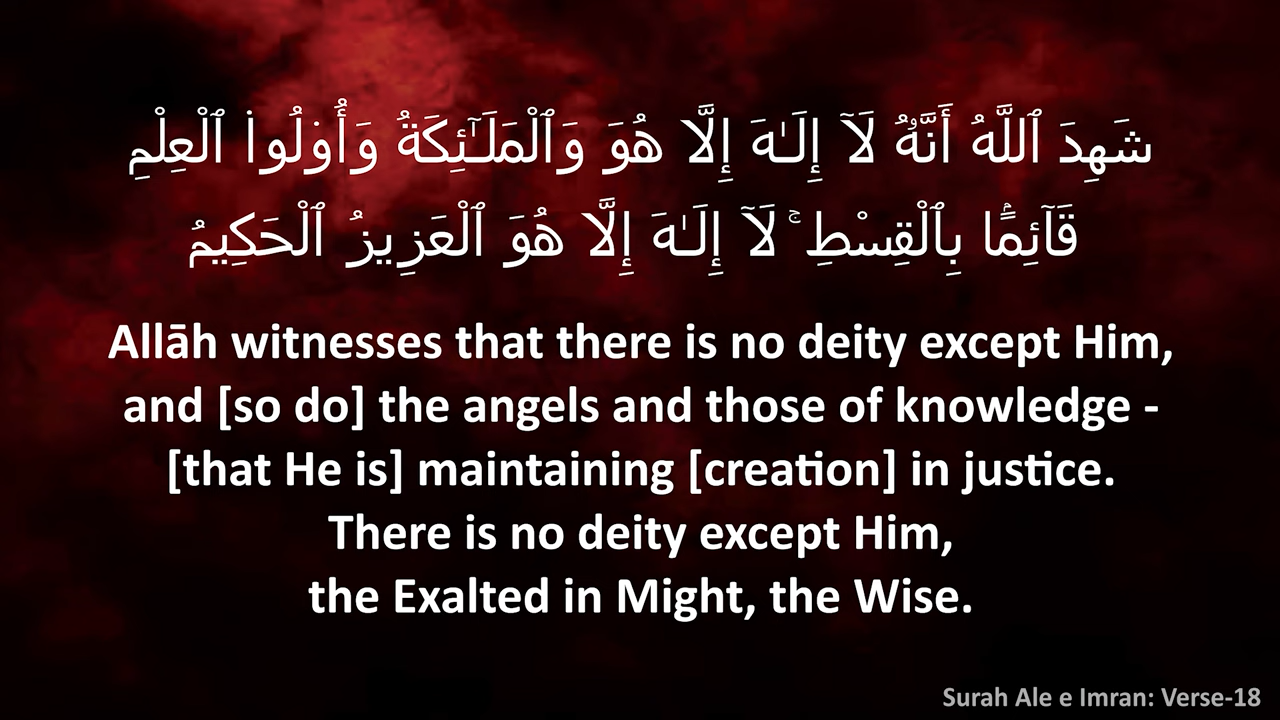 شَهِدَ ٱللَّهُ أَنَّهُۥ لَآ إِلَـٰهَ إِلَّا هُوَ وَٱلْمَلَـٰٓئِكَةُ وَأُو۟لُوا۟ ٱلْعِلْمِ
قَآئِمًۢا بِٱلْقِسْطِ ۚ لَآ إِلَـٰهَ إِلَّا هُوَ ٱلْعَزِيزُ ٱلْحَكِيمُ
Allāh witnesses that there is no deity except Him,
and [so do] the angels and those of knowledge -
[that He is] maintaining [creation] in justice.
There is no deity except Him,
the Exalted in Might, the Wise.
Surah Ale e Imran: Verse-18